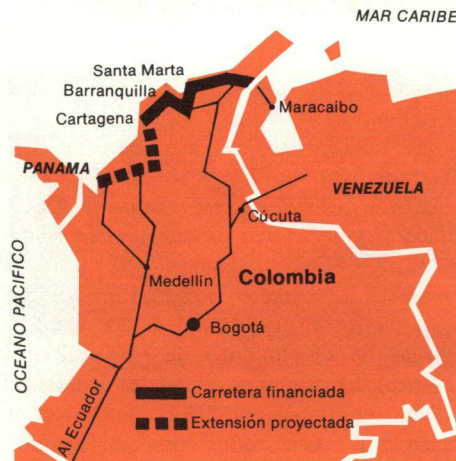 MAR CARIBE
Santa Marta
Barranquilla
Cartagena
Maracaibo
PANAMA
VENEZUELA
Cúcuta
Medellín
Colombia
Bogotá
OCEANO PACIFICO
Al Ecuador
Carretera financiada
Extensión proyectada